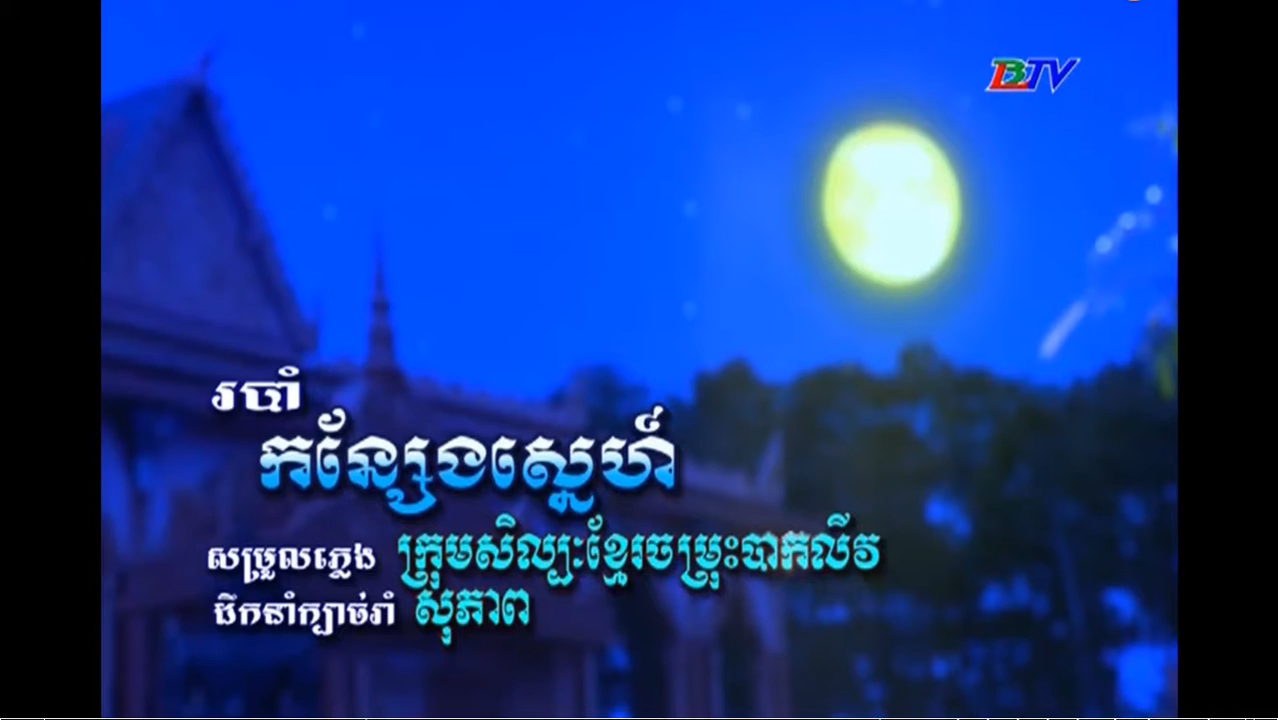 BTV
របាំ
កន្សែងស្នេហ៍
សម្រួលភ្លេង ក្រុមសិល្បៈខ្មែរចម្រុះបាកលីវ
ដឹកនាំក្បាច់រាំ សុភាព